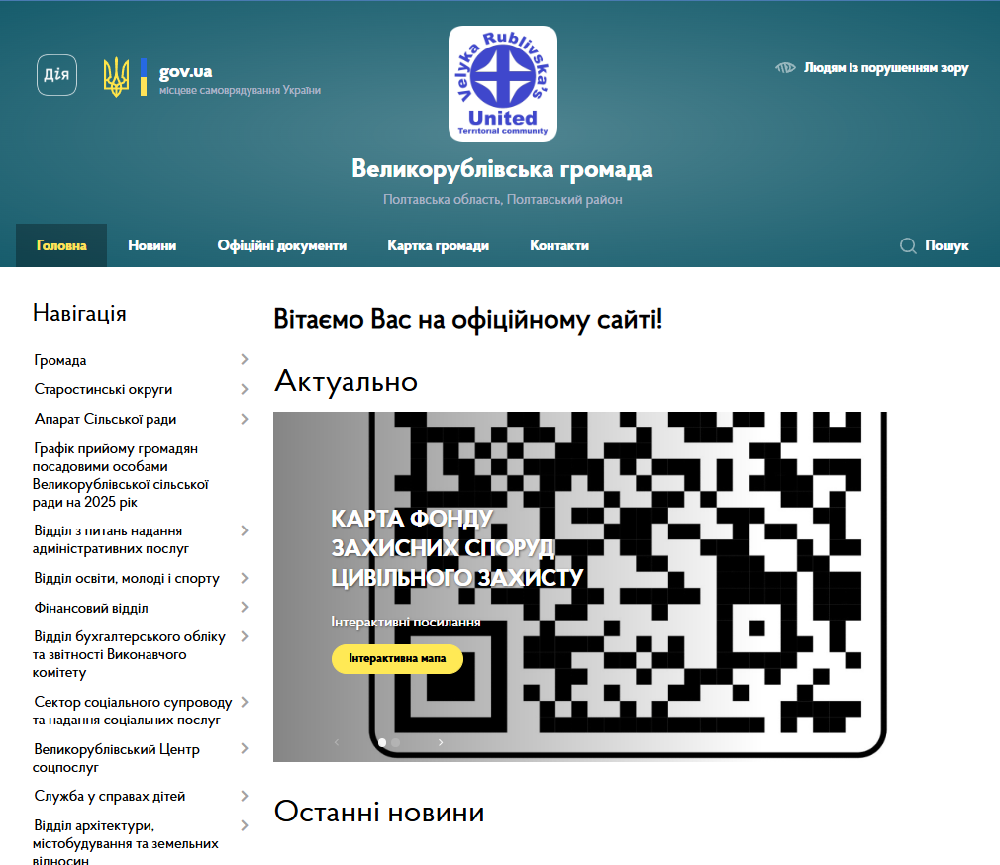 Дія
gov.ua
місцеве самоврядування України
Velyka Rublivska's
United
Territorial community
Людям із порушенням зору
Великорублівська громада
Полтавська область, Полтавський район
Головна
Новини
Офіційні документи
Картка громади
Контакти
Пошук
Навігація
Громада
Старостинські округи
Апарат Сільської ради
Графік прийому громадян
посадовими особами
Великорублівської сільської
ради на 2025 рік
Відділ з питань надання
адміністративних послуг
Відділ освіти, молоді і спорту
Фінансовий відділ
Відділ бухгалтерського обліку
та звітності Виконавчого
комітету
Сектор соціального супроводу
та надання соціальних послуг
Великорублівський Центр
соцпослуг
Служба у справах дітей
Відділ архітектури,
містобудування та земельних
відносин
Вітаємо Вас на офіційному сайті!
Актуально
КАРТА ФОНДУ
ЗАХИСНИХ СПОРУД
ЦИВІЛЬНОГО ЗАХИСТУ
Інтерактивні посилання
Інтерактивна мапа
Останні новини